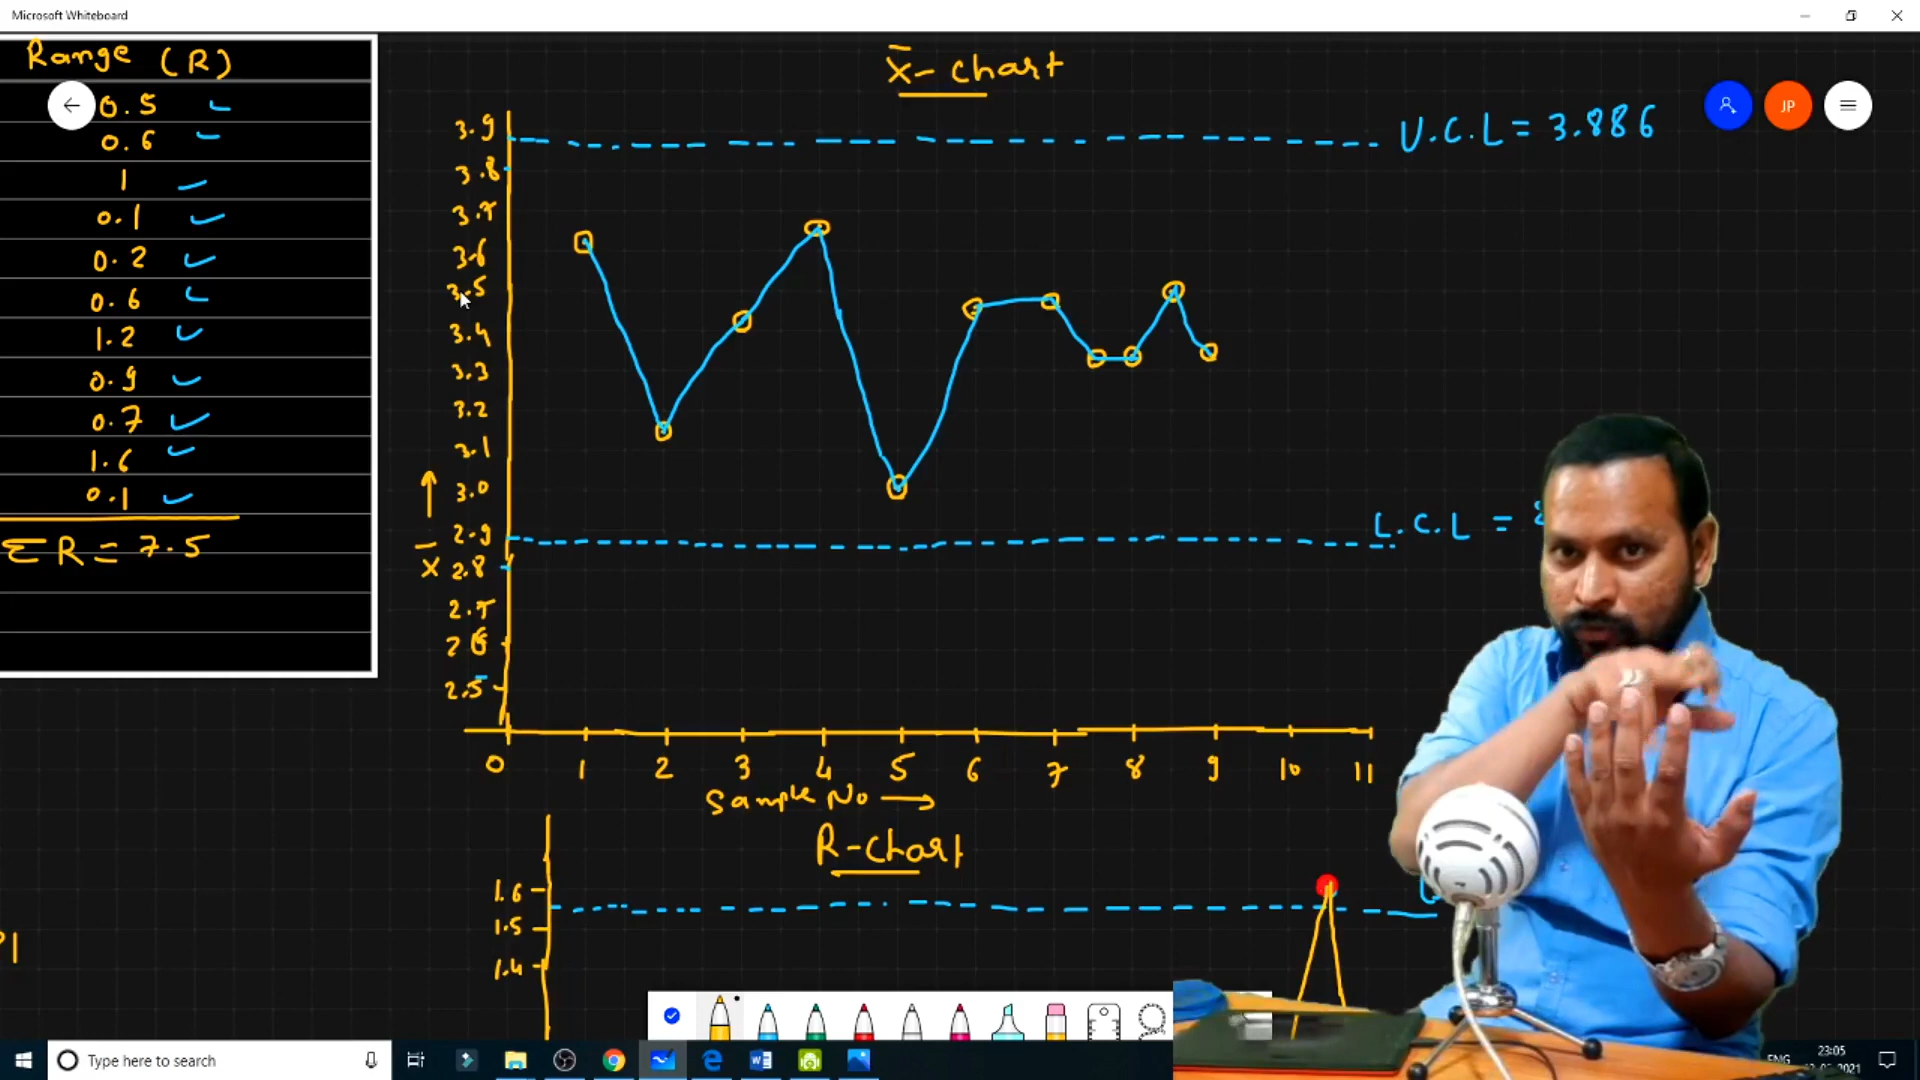 Microsoft Whiteboard
Range (R)
0.5
0.6
1
0.1
0.2
0.6
1.2
0.9
0.7
1.6
0.1
Σ R = 7.5
X̄-chart
JP
U.C.L = 3.886
3.9
3.8
3.7
3.6
3.5
3.4
3.3
3.2
3.1
3.0
2.9
X̄ 2.8
2.7
2.6
2.5
L.C.L =
0 1 2 3 4 5 6 7 8 9 10 11
Sample No
R-chart
1.6
1.5
1.4
Type here to search
ENG
23:05
2021